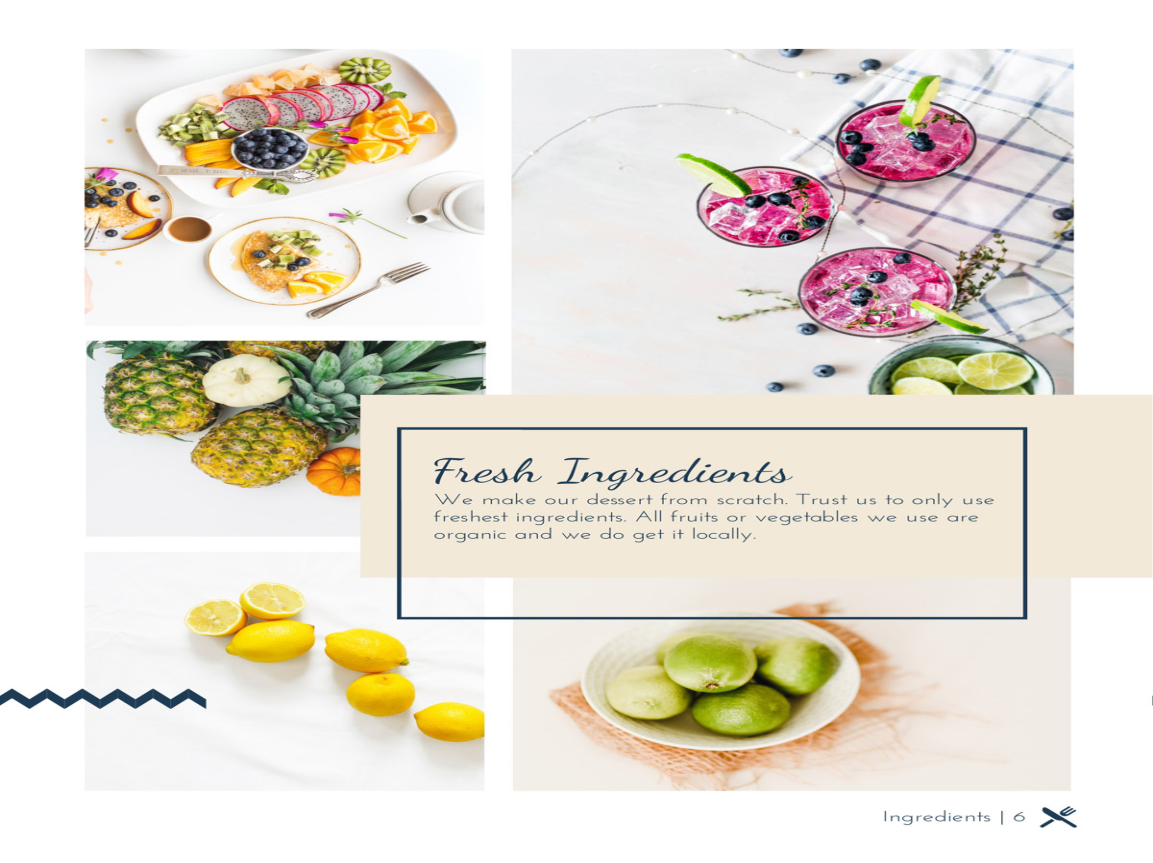 Fresh Ingredients
We make our dessert from scratch. Trust us to only use
freshest ingredients. All fruits or vegetables we use are
organic and we do get it locally.
Ingredients | 6